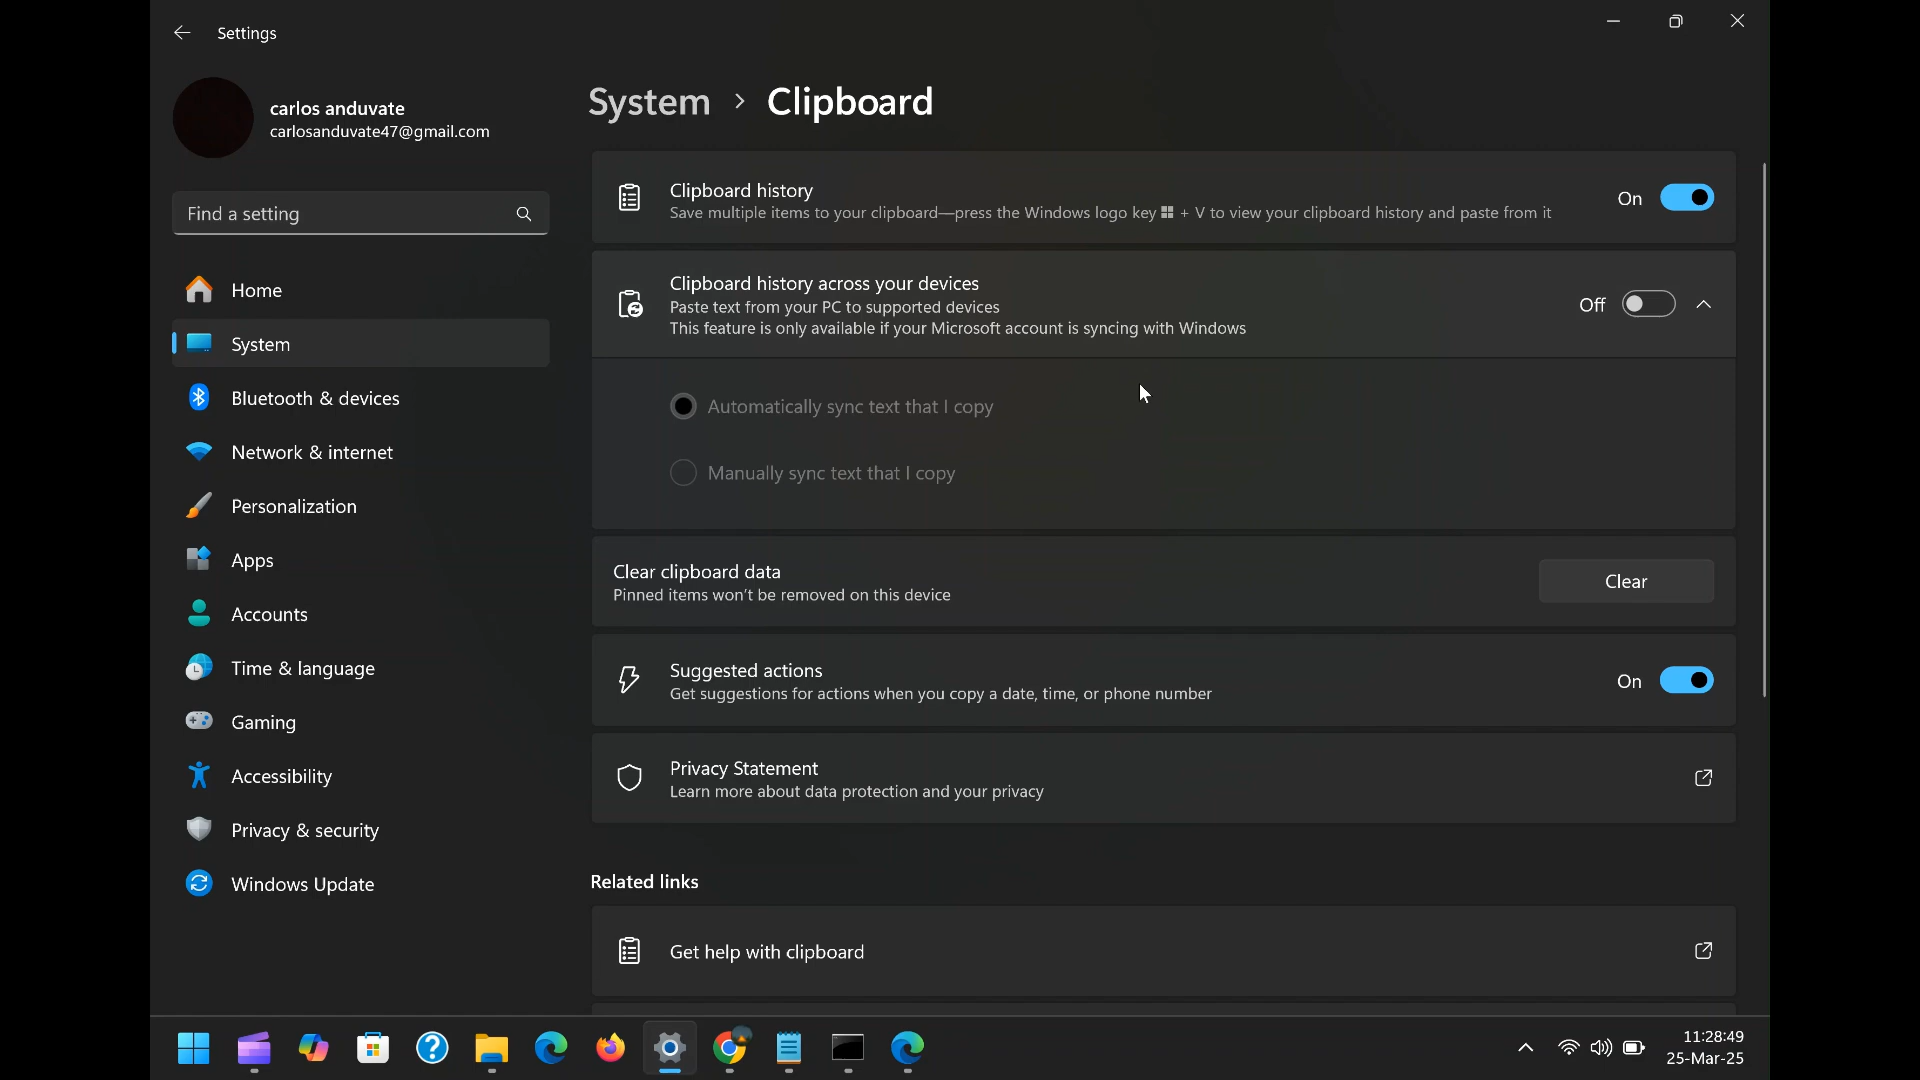 Settings
carlos anduvate
carlosanduvate47@gmail.com
Find a setting
Home
System
Bluetooth & devices
Network & internet
Personalization
Apps
Accounts
Time & language
Gaming
Accessibility
Privacy & security
Windows Update
System > Clipboard
Clipboard history
Save multiple items to your clipboard—press the Windows logo key + V to view your clipboard history and paste from it
On
Clipboard history across your devices
Paste text from your PC to supported devices
This feature is only available if your Microsoft account is syncing with Windows
Off
Automatically sync text that I copy
Manually sync text that I copy
Clear clipboard data
Pinned items won't be removed on this device
Clear
Suggested actions
Get suggestions for actions when you copy a date, time, or phone number
On
Privacy Statement
Learn more about data protection and your privacy
Related links
Get help with clipboard
11:28:49
25-Mar-25